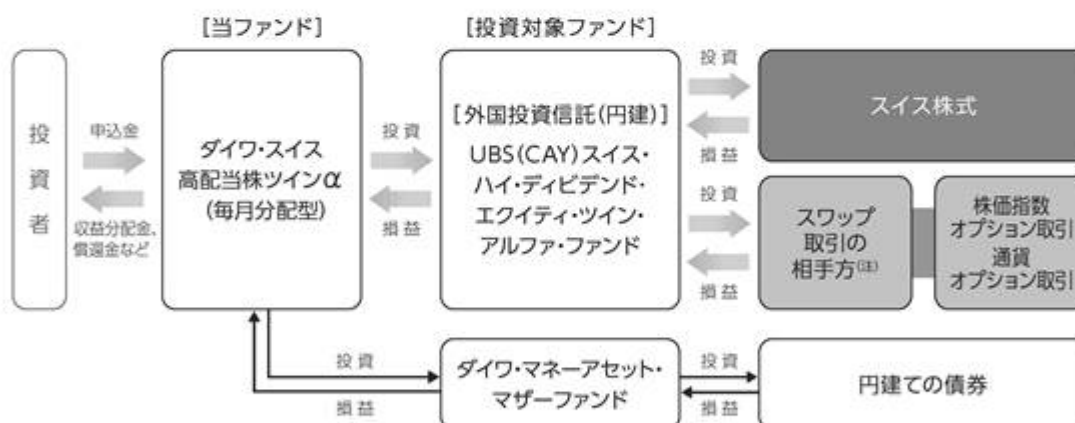 [当ファンド]
[投資対象ファンド]
投資者
申込金
収益分配金、
償還金など
ダイワ・スイス
高配当株ツインα
(毎月分配型)
投資
損益
[外国投資信託(円建)]
UBS(CAY)スイス・
ハイ・ディビデンド・
エクイティ・ツイン・
アルファ・ファンド
投資
損益
スイス株式
投資
損益
スワップ
取引の
相手方(注)
株価指数
オプション取引
通貨
オプション取引
投資
損益
ダイワ・マネーアセット・
マザーファンド
投資
損益
円建ての債券